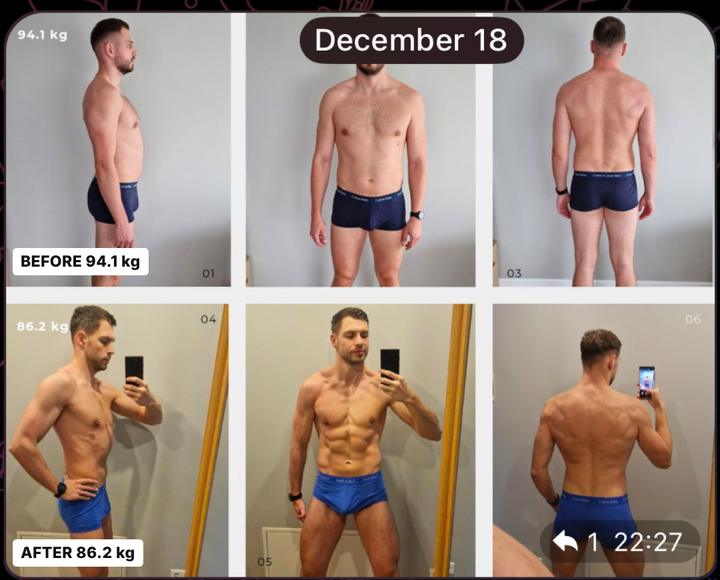 94.1 kg
December 18
BEFORE 94.1 kg
01
03
86.2 kg
04
06
AFTER 86.2 kg
05
1 22:27